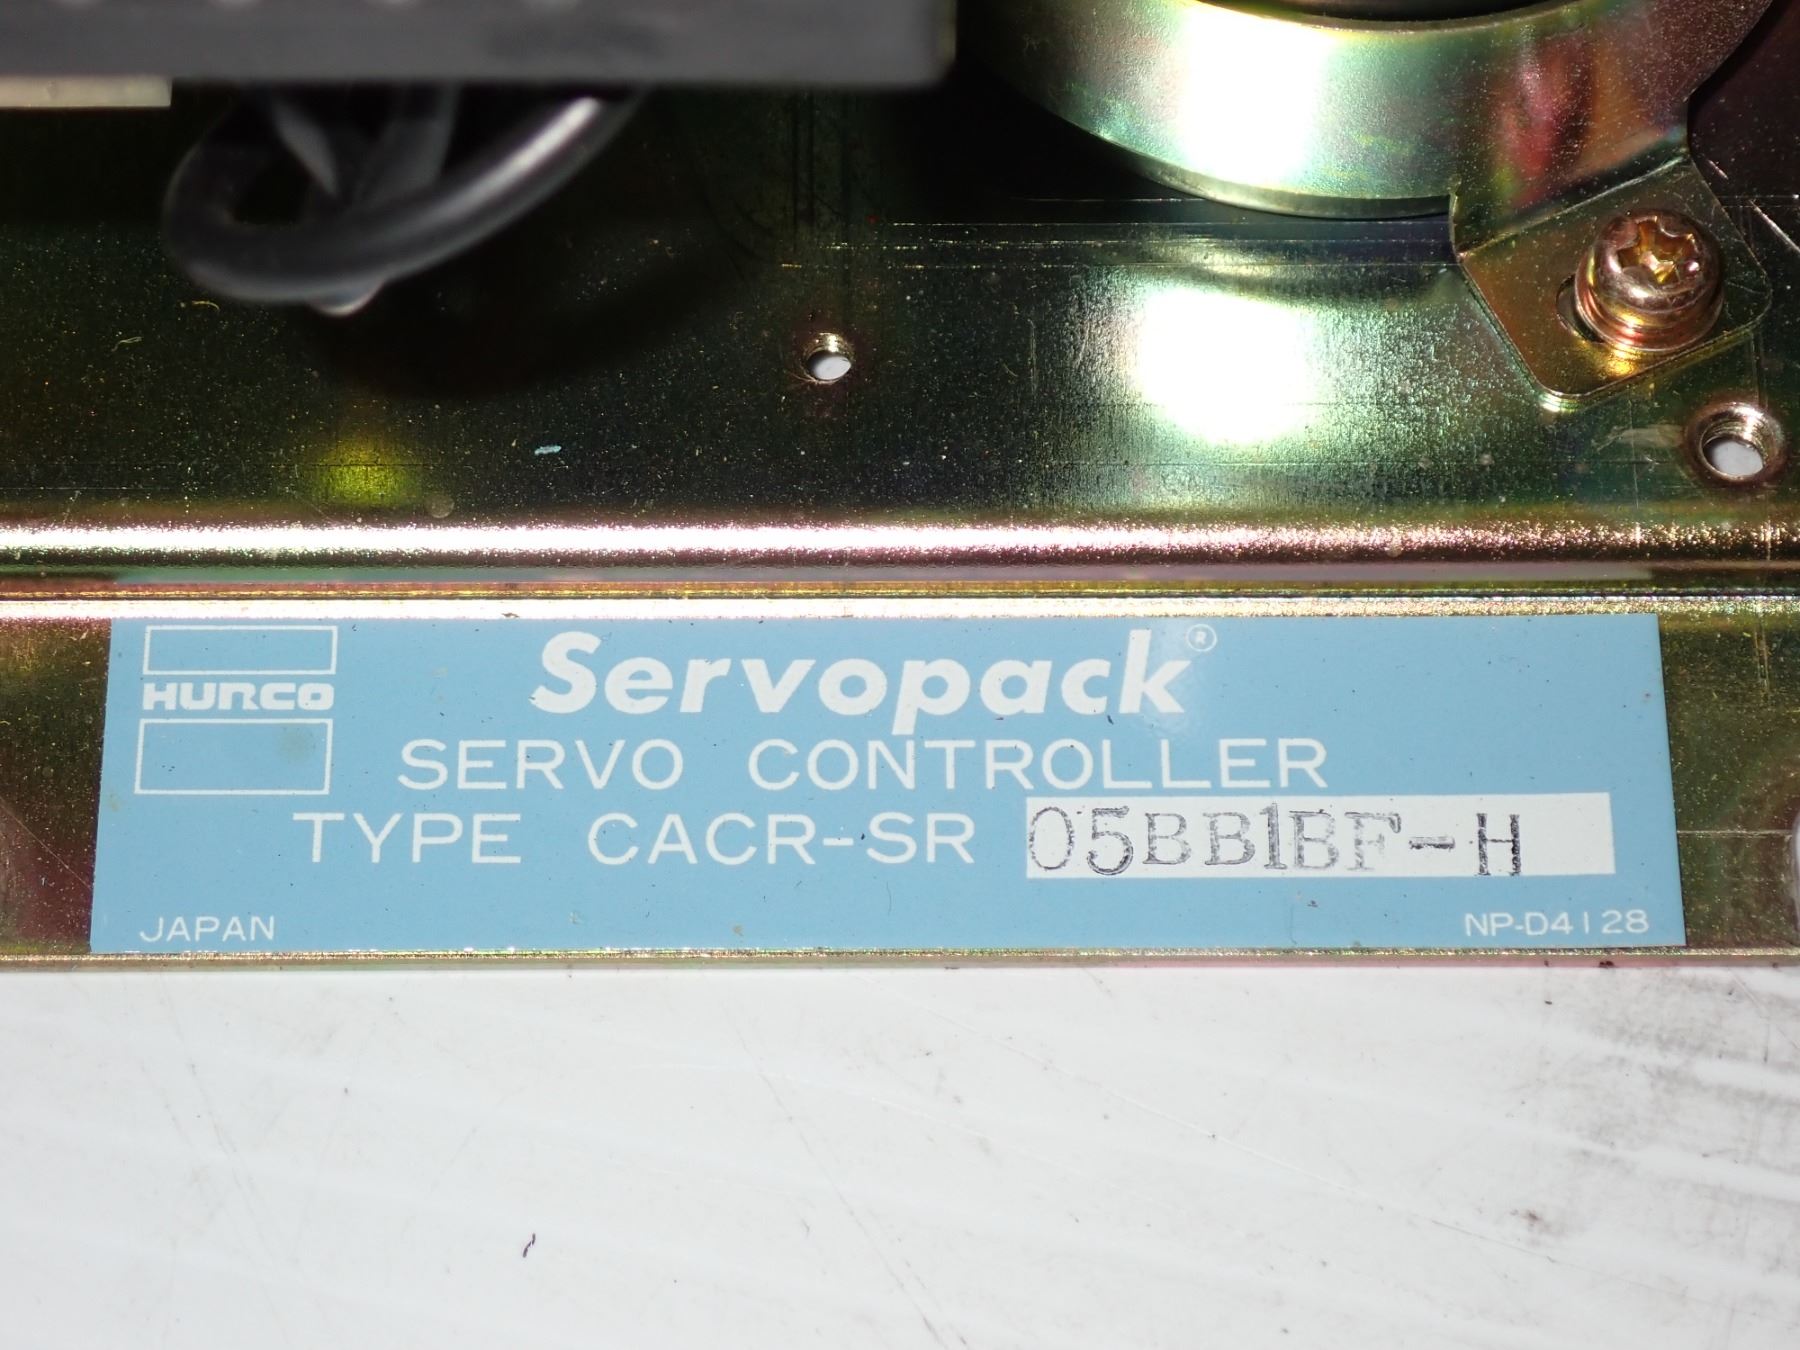 HURCO
Servopack®
SERVO CONTROLLER
TYPE CACR-SR 05BB1BF-H
JAPAN
NP-D4128